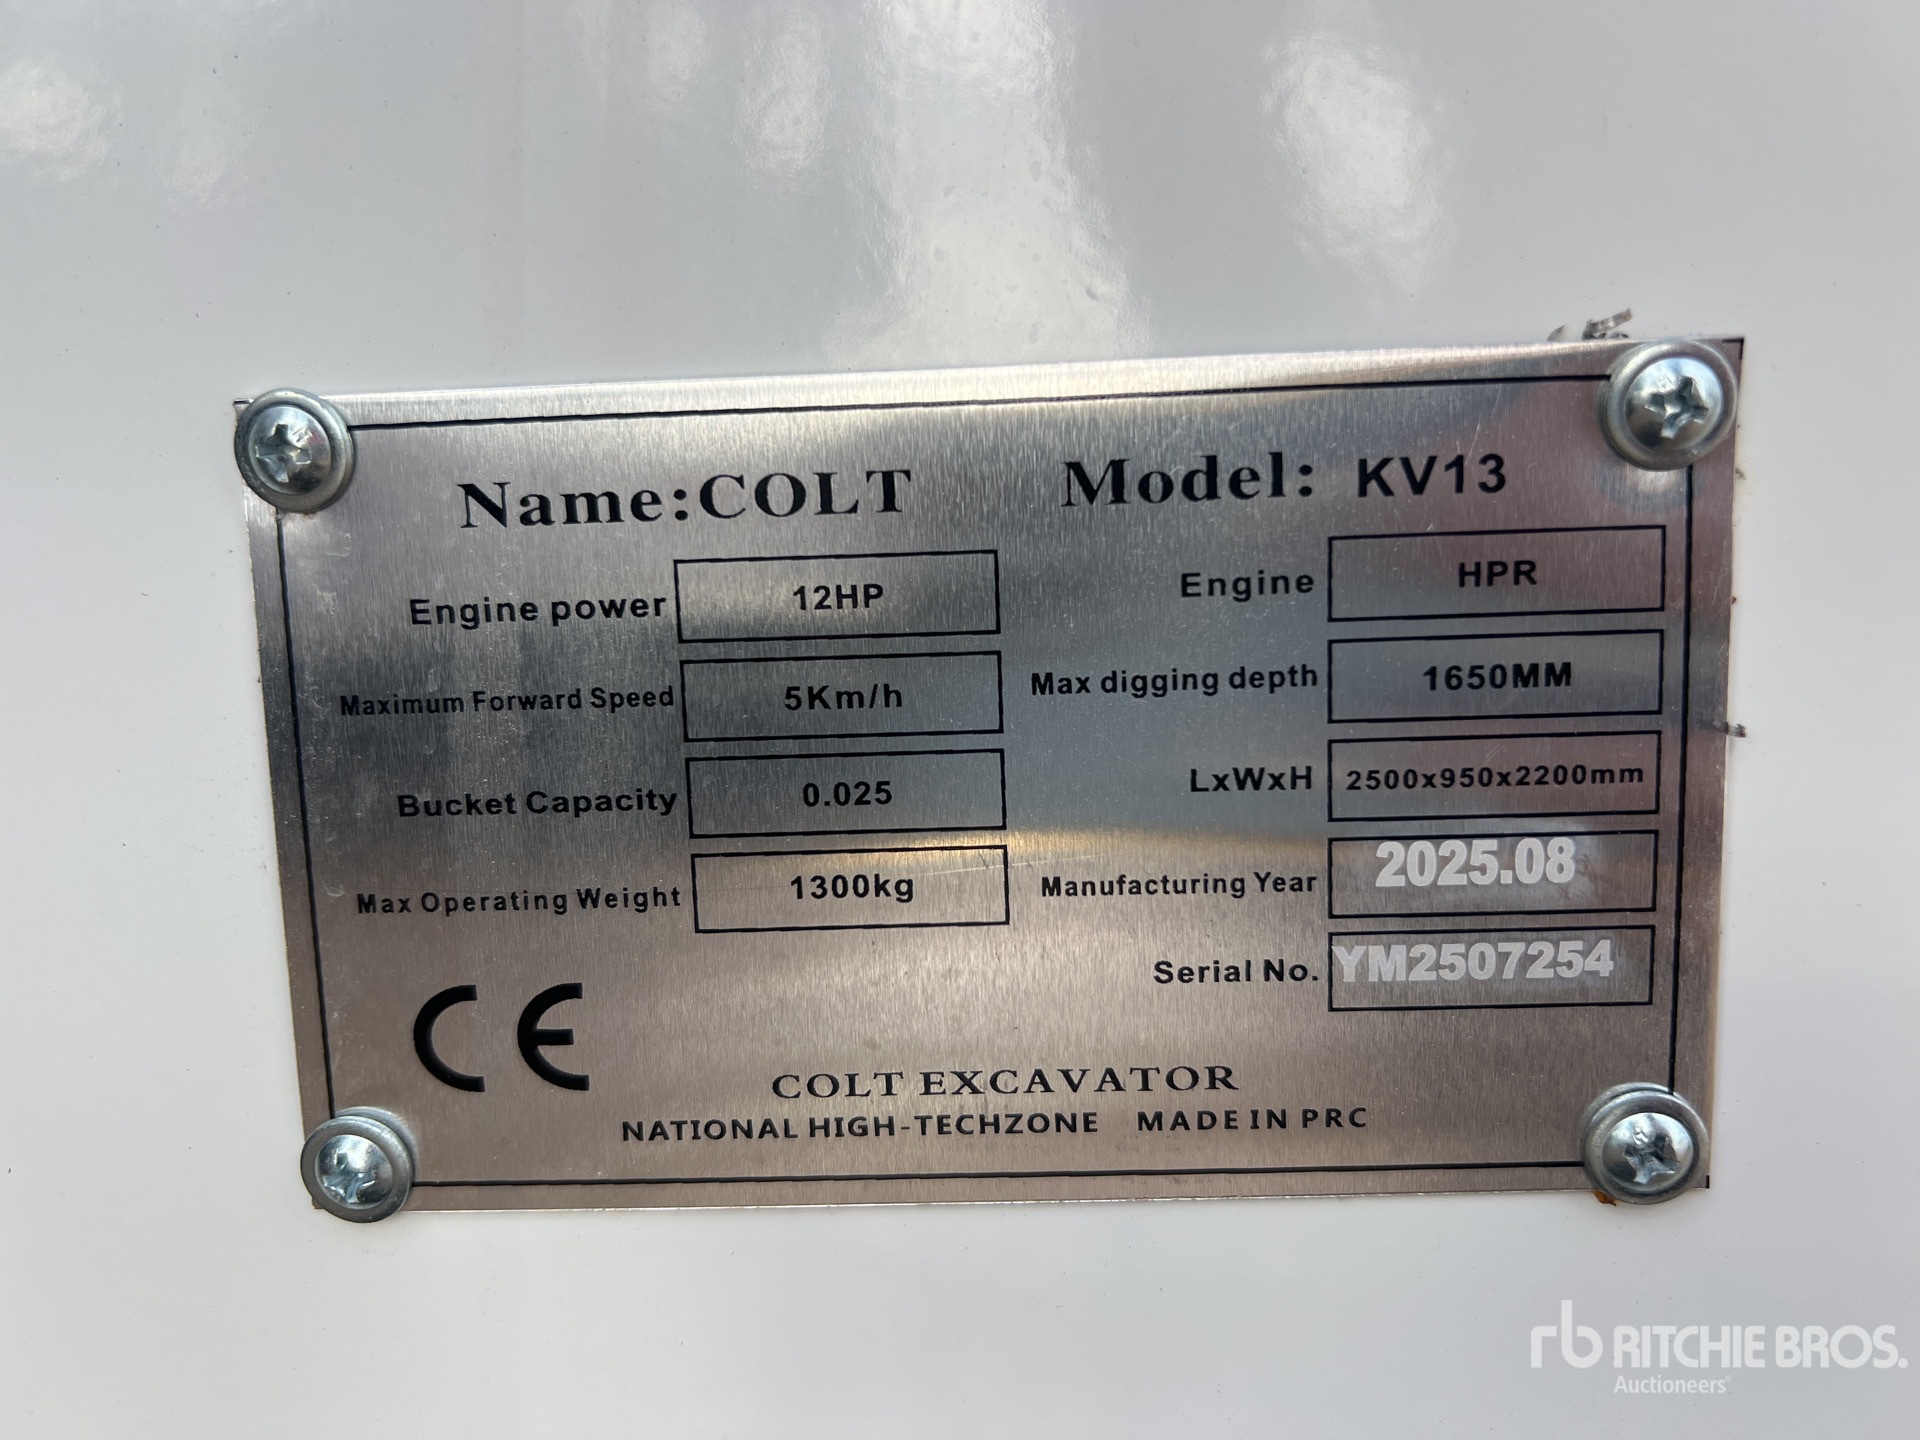 Name:COLT Model: KV13
Engine power 12HP Engine HPR
Maximum Forward Speed 5Km/h Max digging depth 1650MM
Bucket Capacity 0.025 LxWxH 2500x950x2200mm
Max Operating Weight 1300kg Manufacturing Year 2025.08
Serial No. YM2507254
CE
COLT EXCAVATOR
NATIONAL HIGH-TECHZONE MADE IN PRC
rb RITCHIE BROS.
Auctioneers